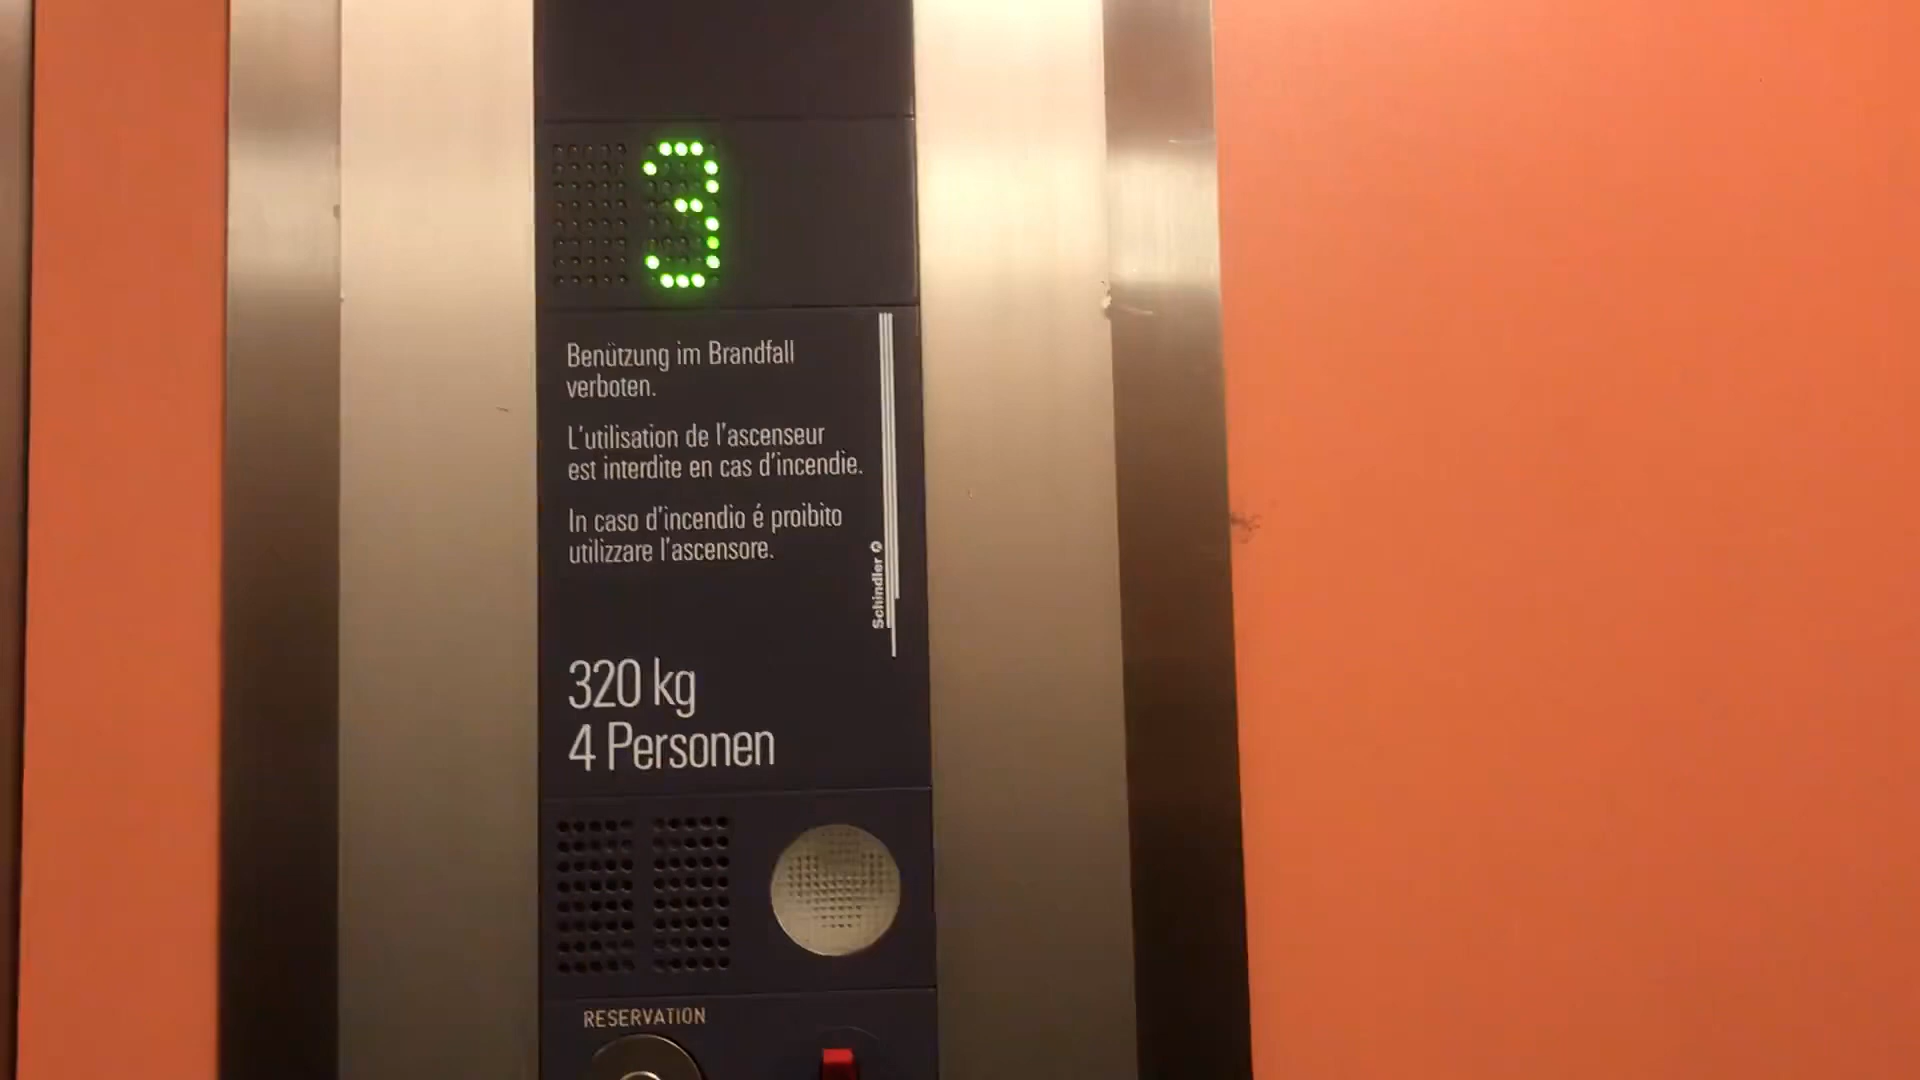 3
Benützung im Brandfall
verboten.
L'utilisation de l'ascenseur
est interdite en cas d'incendie.
In caso d'incendio é proibito
utilizzare l'ascensore.
Schindler
320 kg
4 Personen
RESERVATION